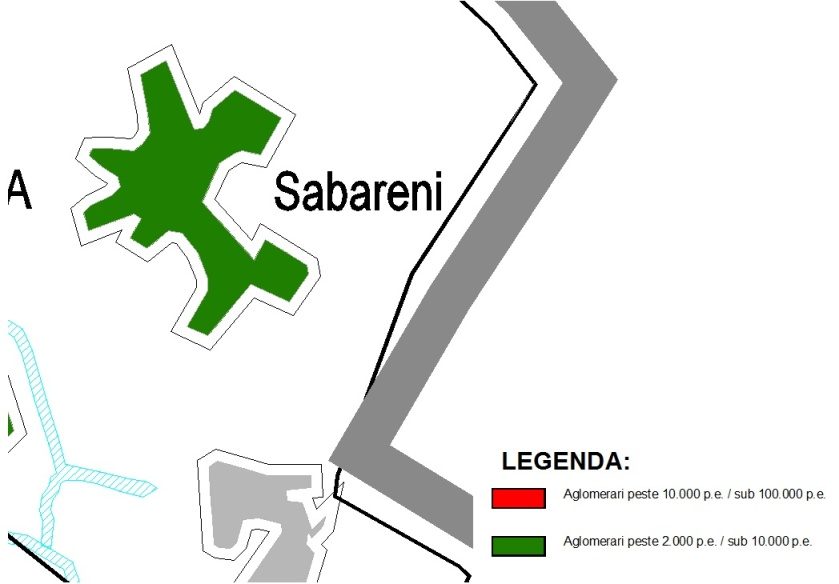 A
Sabareni
LEGENDA:
Aglomerari peste 10.000 p.e. / sub 100.000 p.e.
Aglomerari peste 2.000 p.e. / sub 10.000 p.e.